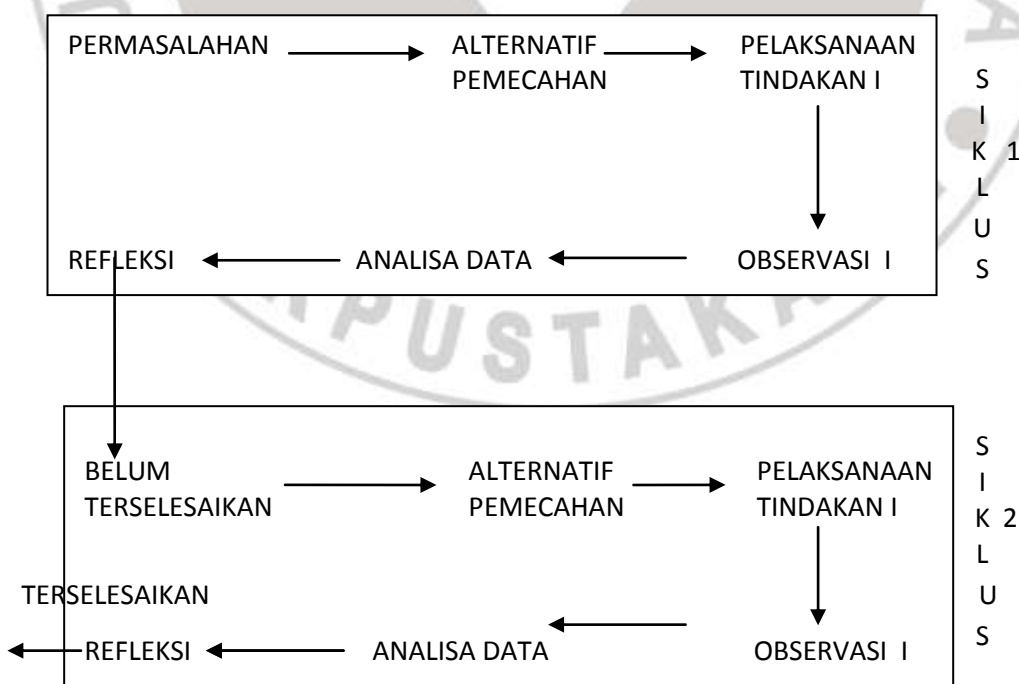 PERMASALAHAN ALTERNATIF PELAKSANAAN
PEMECAHAN TINDAKAN I
REFLEKSI ANALISA DATA OBSERVASI I
S
I
K 1
L
U
S
PUSTAKA
BELUM ALTERNATIF PELAKSANAAN
TERSELESAIKAN PEMECAHAN TINDAKAN I
TERSELESAIKAN
REFLEKSI ANALISA DATA OBSERVASI I
S
I
K 2
L
U
S